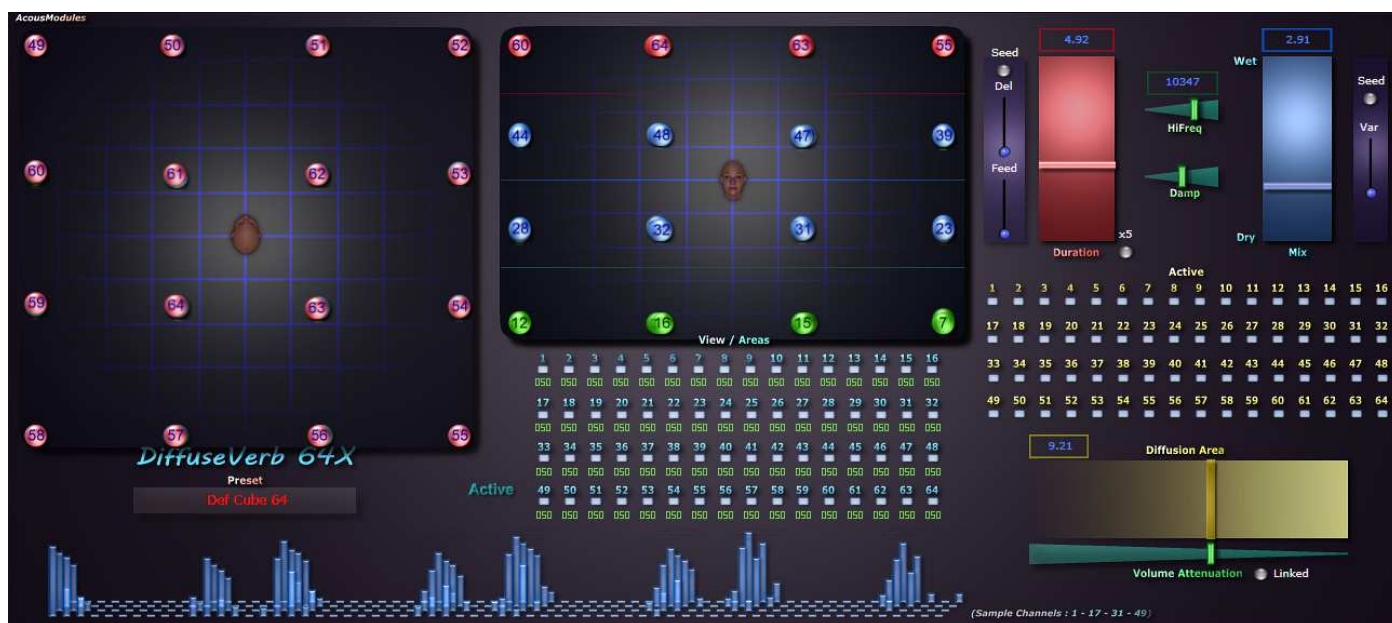 AcousModules
49 50 51 52
60 61 62 53
59 64 63 54
58 57 56 55
DiffuseVerb 64X
Preset
Def Cube 64
60 64 63 55
44 48 47 39
28 32 31 23
12 16 15 7
View / Areas
1 2 3 4 5 6 7 8 9 10 11 12 13 14 15 16
050 050 050 050 050 050 050 050 050 050 050 050 050 050 050 050
17 18 19 20 21 22 23 24 25 26 27 28 29 30 31 32
050 050 050 050 050 050 050 050 050 050 050 050 050 050 050 050
33 34 35 36 37 38 39 40 41 42 43 44 45 46 47 48
050 050 050 050 050 050 050 050 050 050 050 050 050 050 050 050
Active
49 50 51 52 53 54 55 56 57 58 59 60 61 62 63 64
050 050 050 050 050 050 050 050 050 050 050 050 050 050 050 050
Seed
Del
Feed
4.92
Duration
x5
10347
HiFreq
Damp
2.91
Wet
Dry
Mix
Seed
Var
Active
1 2 3 4 5 6 7 8 9 10 11 12 13 14 15 16
17 18 19 20 21 22 23 24 25 26 27 28 29 30 31 32
33 34 35 36 37 38 39 40 41 42 43 44 45 46 47 48
49 50 51 52 53 54 55 56 57 58 59 60 61 62 63 64
9.21
Diffusion Area
Volume Attenuation
Linked
(Sample Channels : 1 - 17 - 31 - 49)